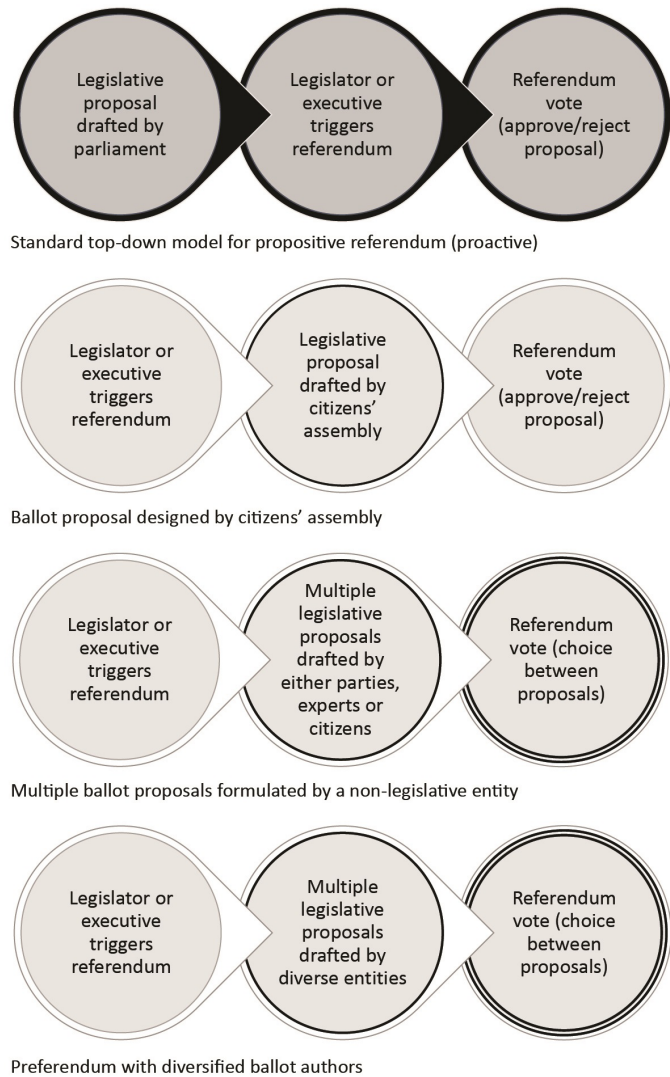 Legislative
proposal
drafted by
parliament
Legislator or
executive
triggers
referendum
Referendum
vote
(approve/reject
proposal)
Standard top-down model for propositive referendum (proactive)
Legislator or
executive
triggers
referendum
Legislative
proposal
drafted by
citizens’
assembly
Referendum
vote
(approve/reject
proposal)
Ballot proposal designed by citizens’ assembly
Legislator or
executive
triggers
referendum
Multiple
legislative
proposals
drafted by
either parties,
experts or
citizens
Referendum
vote (choice
between
proposals)
Multiple ballot proposals formulated by a non-legislative entity
Legislator or
executive
triggers
referendum
Multiple
legislative
proposals
drafted by
diverse entities
Referendum
vote (choice
between
proposals)
Preferendum with diversified ballot authors